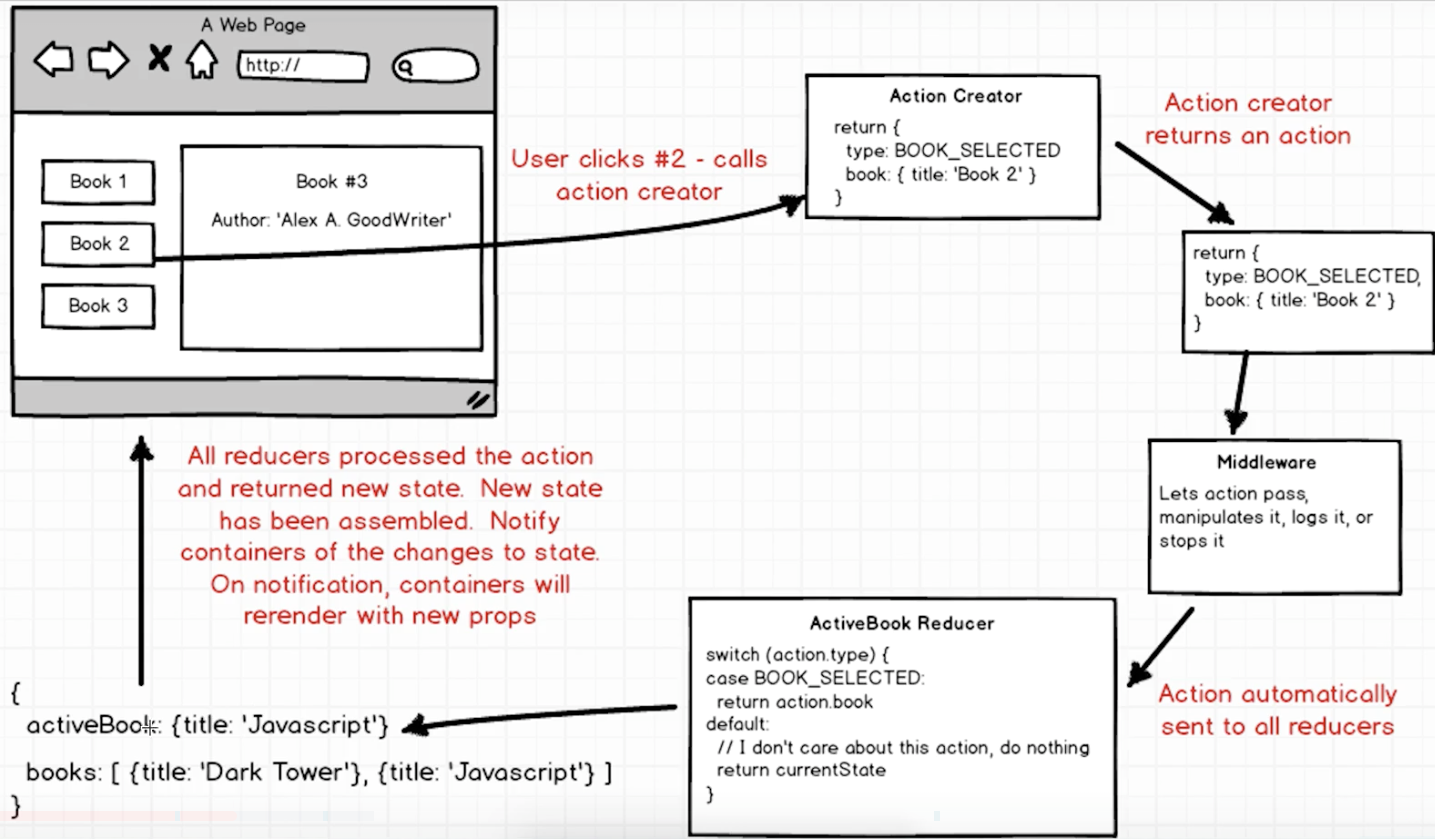 A Web Page
http://
Book 1
Book 2
Book 3
Book #3
Author: 'Alex A. GoodWriter'
User clicks #2 - calls
action creator
Action Creator
return {
type: BOOK_SELECTED
book: { title: 'Book 2' }
}
Action creator
returns an action
return {
type: BOOK_SELECTED,
book: { title: 'Book 2' }
}
Middleware
Lets action pass,
manipulates it, logs it, or
stops it
Action automatically
sent to all reducers
ActiveBook Reducer
switch (action.type) {
case BOOK_SELECTED:
return action.book
default:
// I don't care about this action, do nothing
return currentState
}
{
activeBook: {title: 'Javascript'}
books: [ {title: 'Dark Tower'}, {title: 'Javascript'} ]
}
All reducers processed the action
and returned new state. New state
has been assembled. Notify
containers of the changes to state.
On notification, containers will
rerender with new props